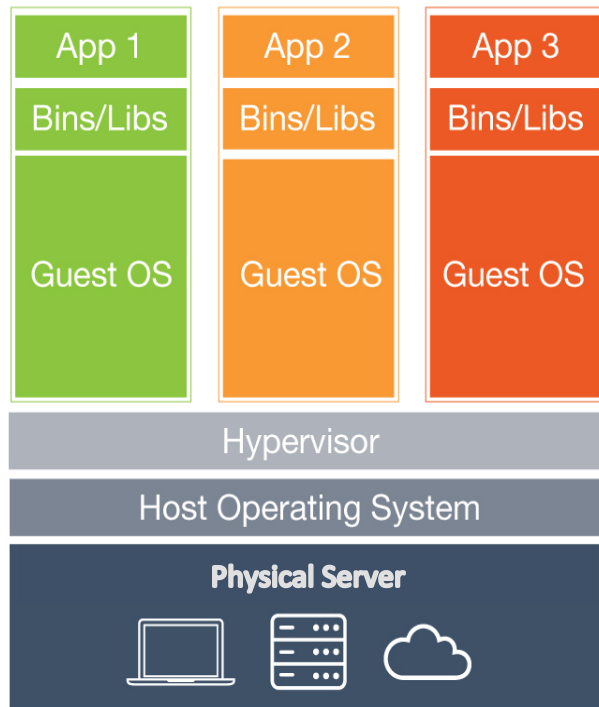 App 1
App 2
App 3
Bins/Libs
Bins/Libs
Bins/Libs
Guest OS
Guest OS
Guest OS
Hypervisor
Host Operating System
Physical Server